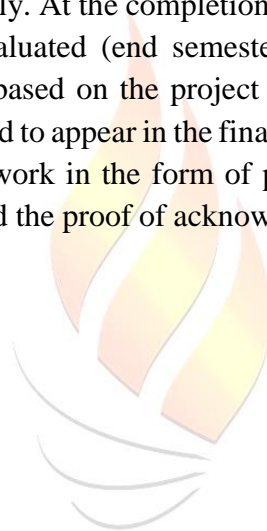 ly. At the completion
aluated (end semeste
based on the project
d to appear in the fina
work in the form of p
d the proof of acknow